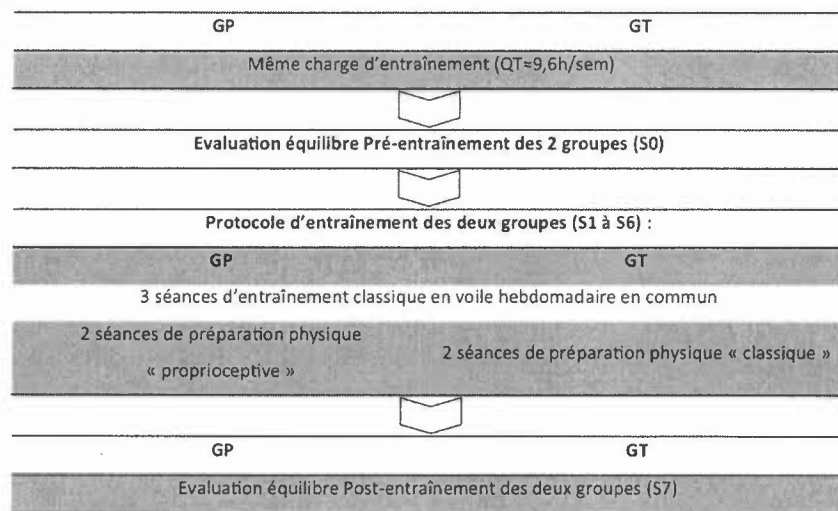 GP GT
Même charge d'entraînement (QT=9,6h/sem)
Evaluation équilibre Pré-entraînement des 2 groupes (S0)
Protocole d'entraînement des deux groupes (S1 à S6) :
GP GT
3 séances d'entraînement classique en voile hebdomadaire en commun
2 séances de préparation physique
« proprioceptive »
2 séances de préparation physique « classique »
GP GT
Evaluation équilibre Post-entraînement des deux groupes (S7)